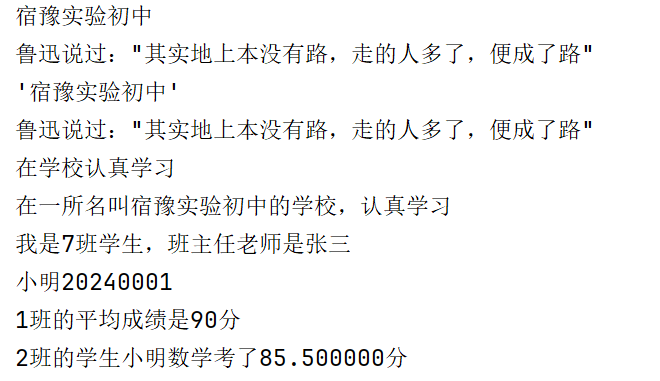 宿豫实验初中
鲁迅说过："其实地上本没有路，走的人多了，便成了路"
'宿豫实验初中'
鲁迅说过："其实地上本没有路，走的人多了，便成了路"
在学校认真学习
在一所名叫宿豫实验初中的学校，认真学习
我是7班学生，班主任老师是张三
小明20240001
1班的平均成绩是90分
2班的学生小明数学考了85.500000分